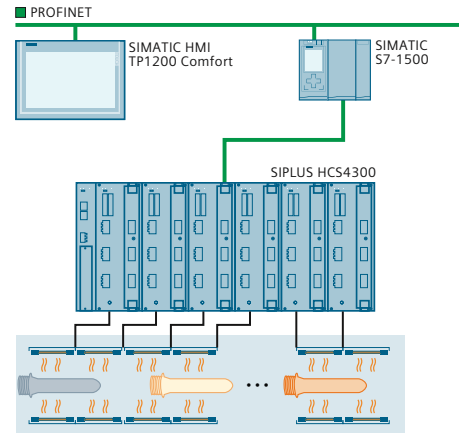 PROFINET
SIMATIC HMI
TP1200 Comfort
SIMATIC
S7-1500
SIPLUS HCS4300